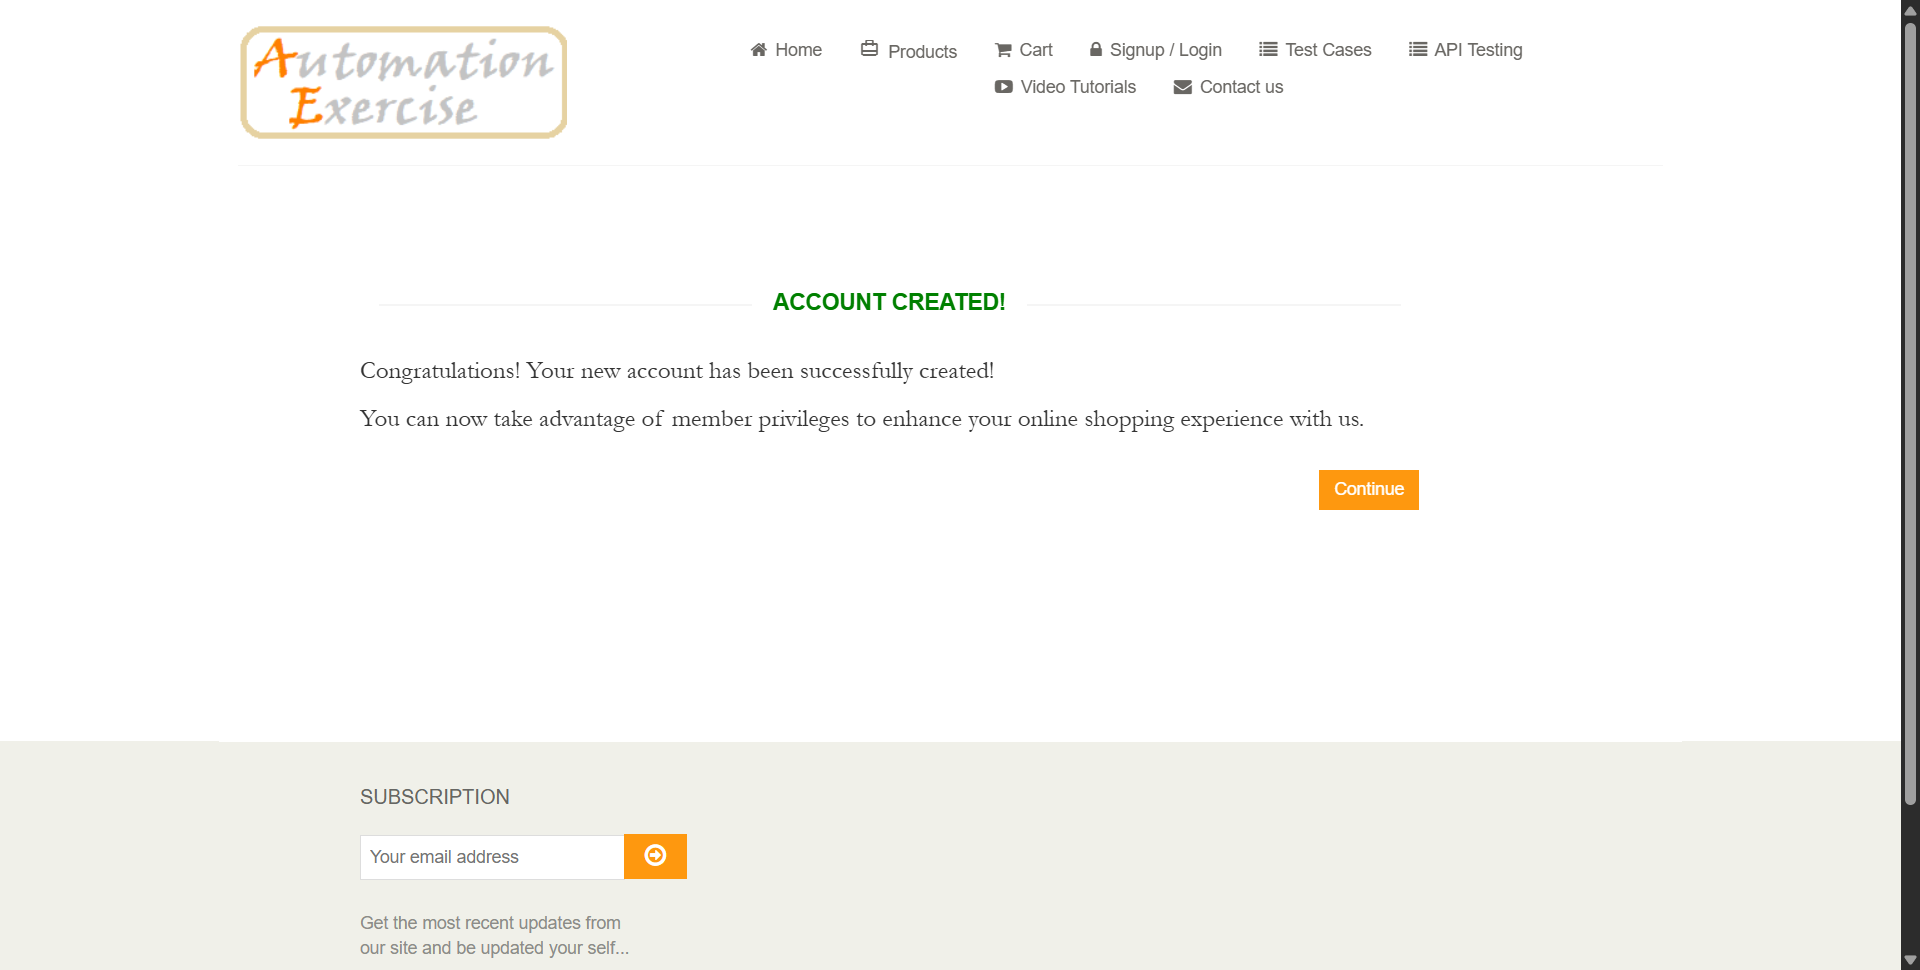 Automation
Exercise
Home
Products
Cart
Signup / Login
Test Cases
API Testing
Video Tutorials
Contact us
ACCOUNT CREATED!
Congratulations! Your new account has been successfully created!
You can now take advantage of member privileges to enhance your online shopping experience with us.
Continue
SUBSCRIPTION
Your email address
Get the most recent updates from
our site and be updated your self...